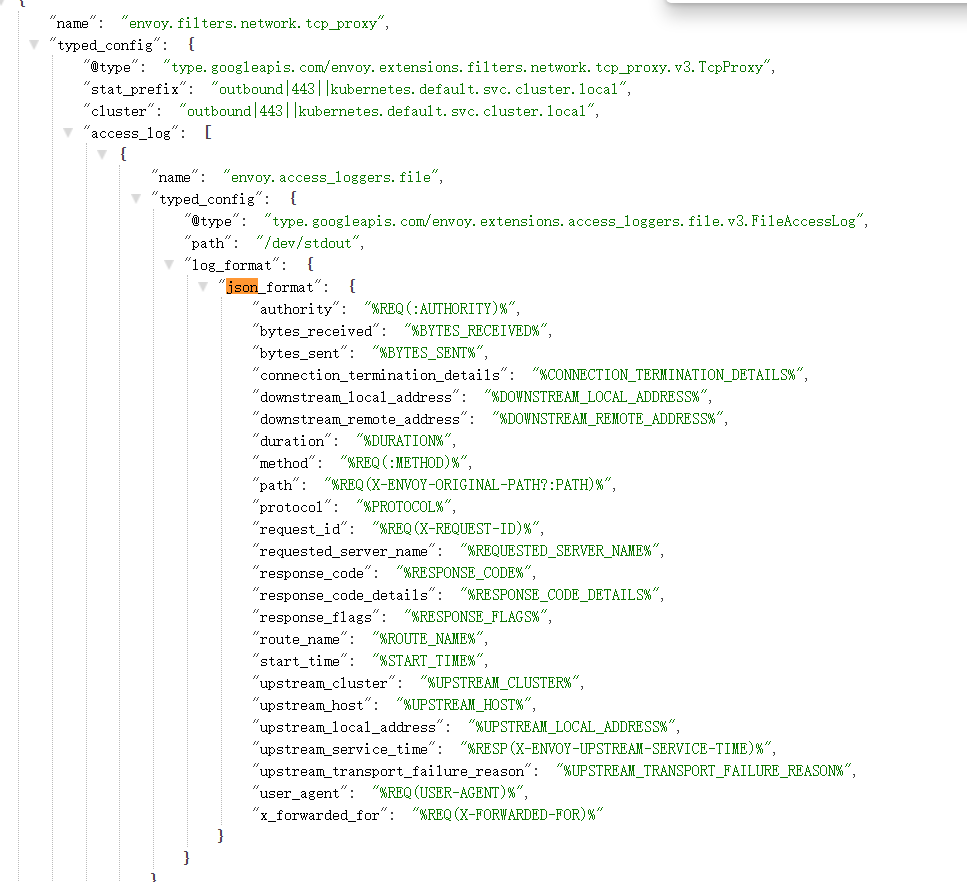 {
"name": "envoy.filters.network.tcp_proxy",
"typed_config": {
"@type": "type.googleapis.com/envoy.extensions.filters.network.tcp_proxy.v3.TcpProxy",
"stat_prefix": "outbound|443||kubernetes.default.svc.cluster.local",
"cluster": "outbound|443||kubernetes.default.svc.cluster.local",
"access_log": [
{
"name": "envoy.access_loggers.file",
"typed_config": {
"@type": "type.googleapis.com/envoy.extensions.access_loggers.file.v3.FileAccessLog",
"path": "/dev/stdout",
"log_format": {
"json_format": {
"authority": "%REQ(:AUTHORITY)%",
"bytes_received": "%BYTES_RECEIVED%",
"bytes_sent": "%BYTES_SENT%",
"connection_termination_details": "%CONNECTION_TERMINATION_DETAILS%",
"downstream_local_address": "%DOWNSTREAM_LOCAL_ADDRESS%",
"downstream_remote_address": "%DOWNSTREAM_REMOTE_ADDRESS%",
"duration": "%DURATION%",
"method": "%REQ(:METHOD)%",
"path": "%REQ(X-ENVOY-ORIGINAL-PATH?:PATH)%",
"protocol": "%PROTOCOL%",
"request_id": "%REQ(X-REQUEST-ID)%",
"requested_server_name": "%REQUESTED_SERVER_NAME%",
"response_code": "%RESPONSE_CODE%",
"response_code_details": "%RESPONSE_CODE_DETAILS%",
"response_flags": "%RESPONSE_FLAGS%",
"route_name": "%ROUTE_NAME%",
"start_time": "%START_TIME%",
"upstream_cluster": "%UPSTREAM_CLUSTER%",
"upstream_host": "%UPSTREAM_HOST%",
"upstream_local_address": "%UPSTREAM_LOCAL_ADDRESS%",
"upstream_service_time": "%RESP(X-ENVOY-UPSTREAM-SERVICE-TIME)%",
"upstream_transport_failure_reason": "%UPSTREAM_TRANSPORT_FAILURE_REASON%",
"user_agent": "%REQ(USER-AGENT)%",
"x_forwarded_for": "%REQ(X-FORWARDED-FOR)%"
}
}
}